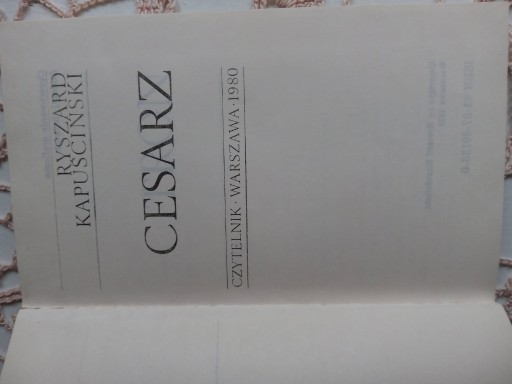 RYSZARD
KAPUŚCIŃSKI
CESARZ
CZYTELNIK · WARSZAWA · 1980